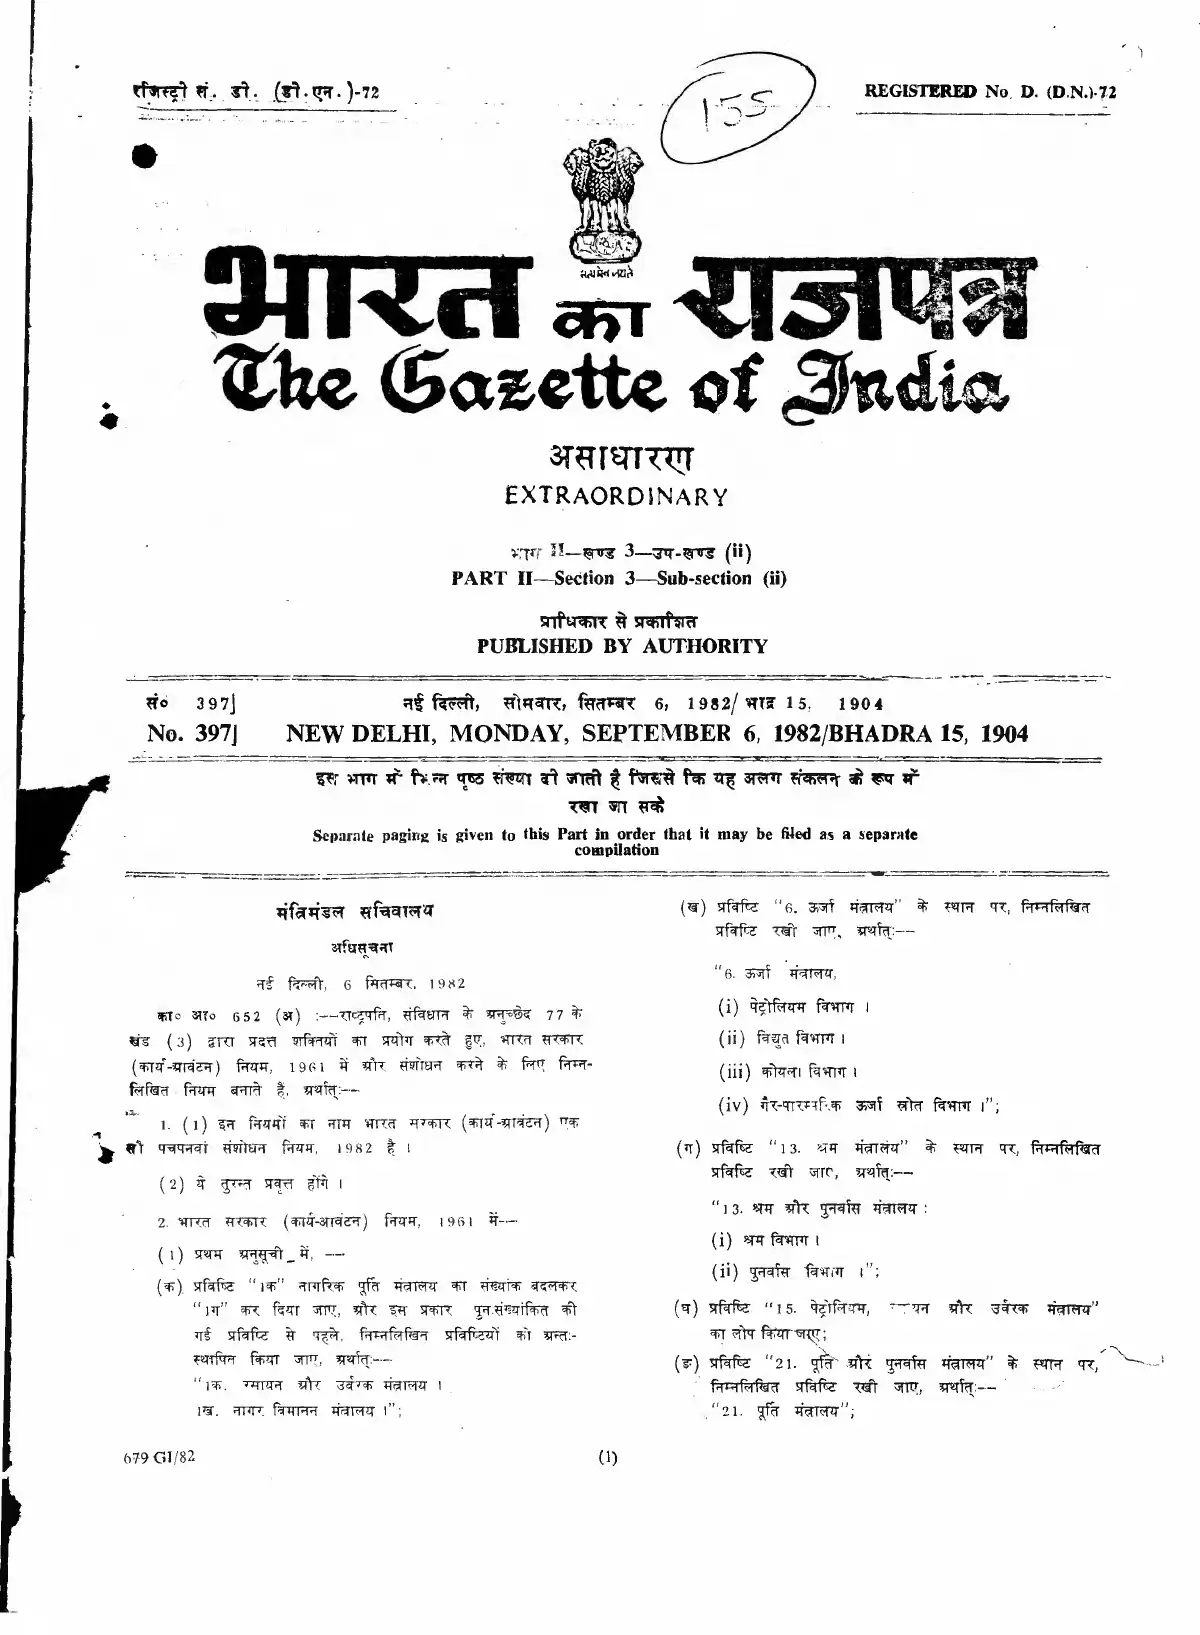 रजिस्ट्री सं. डी. (डी.एन.)-72
155
REGISTERED No. D. (D.N.)-72
सत्यमेव जयते
भारत का राजपत्र
The Gazette of India
असाधारण
EXTRAORDINARY
भाग II—खण्ड 3—उप-खण्ड (ii)
PART II—Section 3—Sub-section (ii)
प्राधिकार से प्रकाशित
PUBLISHED BY AUTHORITY
सं० 397]
नई दिल्ली, सोमवार, सितम्बर 6, 1982/ भाद्र 15, 1904
No. 397]
NEW DELHI, MONDAY, SEPTEMBER 6, 1982/BHADRA 15, 1904
इस भाग में भिन्न पृष्ठ संख्या दी जाती है जिससे कि यह अलग संकलन के रूप में
रखा जा सके
Separate paging is given to this Part in order that it may be filed as a separate
compilation
मंत्रिमंडल सचिवालय
अधिसूचना
नई दिल्ली, 6 सितम्बर, 1982
का० आ० 652 (अ) :--राष्ट्रपति, संविधान के अनुच्छेद 77 के
खंड (3) द्वारा प्रदत्त शक्तियों का प्रयोग करते हुए, भारत सरकार
(कार्य-आवंटन) नियम, 1961 में और संशोधन करने के लिए निम्न-
लिखित नियम बनाते हैं, अर्थात्:--
1. (1) इन नियमों का नाम भारत सरकार (कार्य-आवंटन) एक
सौ पचपनवां संशोधन नियम, 1982 है ।
(2) ये तुरन्त प्रवृत्त होंगे ।
2. भारत सरकार (कार्य-आवंटन) नियम, 1961 में--
(1) प्रथम अनुसूची में, --
(क) प्रविष्टि "1क" नागरिक पूर्ति मंत्रालय का संख्यांक बदलकर
"1ग" कर दिया जाए, और इस प्रकार पुन.संख्यांकित की
गई प्रविष्टि से पहले, निम्नलिखित प्रविष्टियों को अन्त:-
स्थापित किया जाए, अर्थात्:--
"1क. रसायन और उर्वरक मंत्रालय ।
1ख. नागर विमानन मंत्रालय ।";
(ख) प्रविष्टि "6. ऊर्जा मंत्रालय" के स्थान पर, निम्नलिखित
प्रविष्टि रखी जाए, अर्थात्:--
"6. ऊर्जा मंत्रालय,
(i) पेट्रोलियम विभाग ।
(ii) विद्युत विभाग ।
(iii) कोयला विभाग ।
(iv) गैर-पारम्परिक ऊर्जा स्रोत विभाग ।";
(ग) प्रविष्टि "13. श्रम मंत्रालय" के स्थान पर, निम्नलिखित
प्रविष्टि रखी जाए, अर्थात्:--
"13. श्रम और पुनर्वास मंत्रालय :
(i) श्रम विभाग ।
(ii) पुनर्वास विभाग ।";
(घ) प्रविष्टि "15. पेट्रोलियम, और उर्वरक मंत्रालय"
का लोप किया जाए;
(ङ) प्रविष्टि "21. पूर्ति और पुनर्वास मंत्रालय" के स्थान पर,
निम्नलिखित प्रविष्टि रखी जाए, अर्थात्:--
"21. पूर्ति मंत्रालय";
679 GI/82
(1)